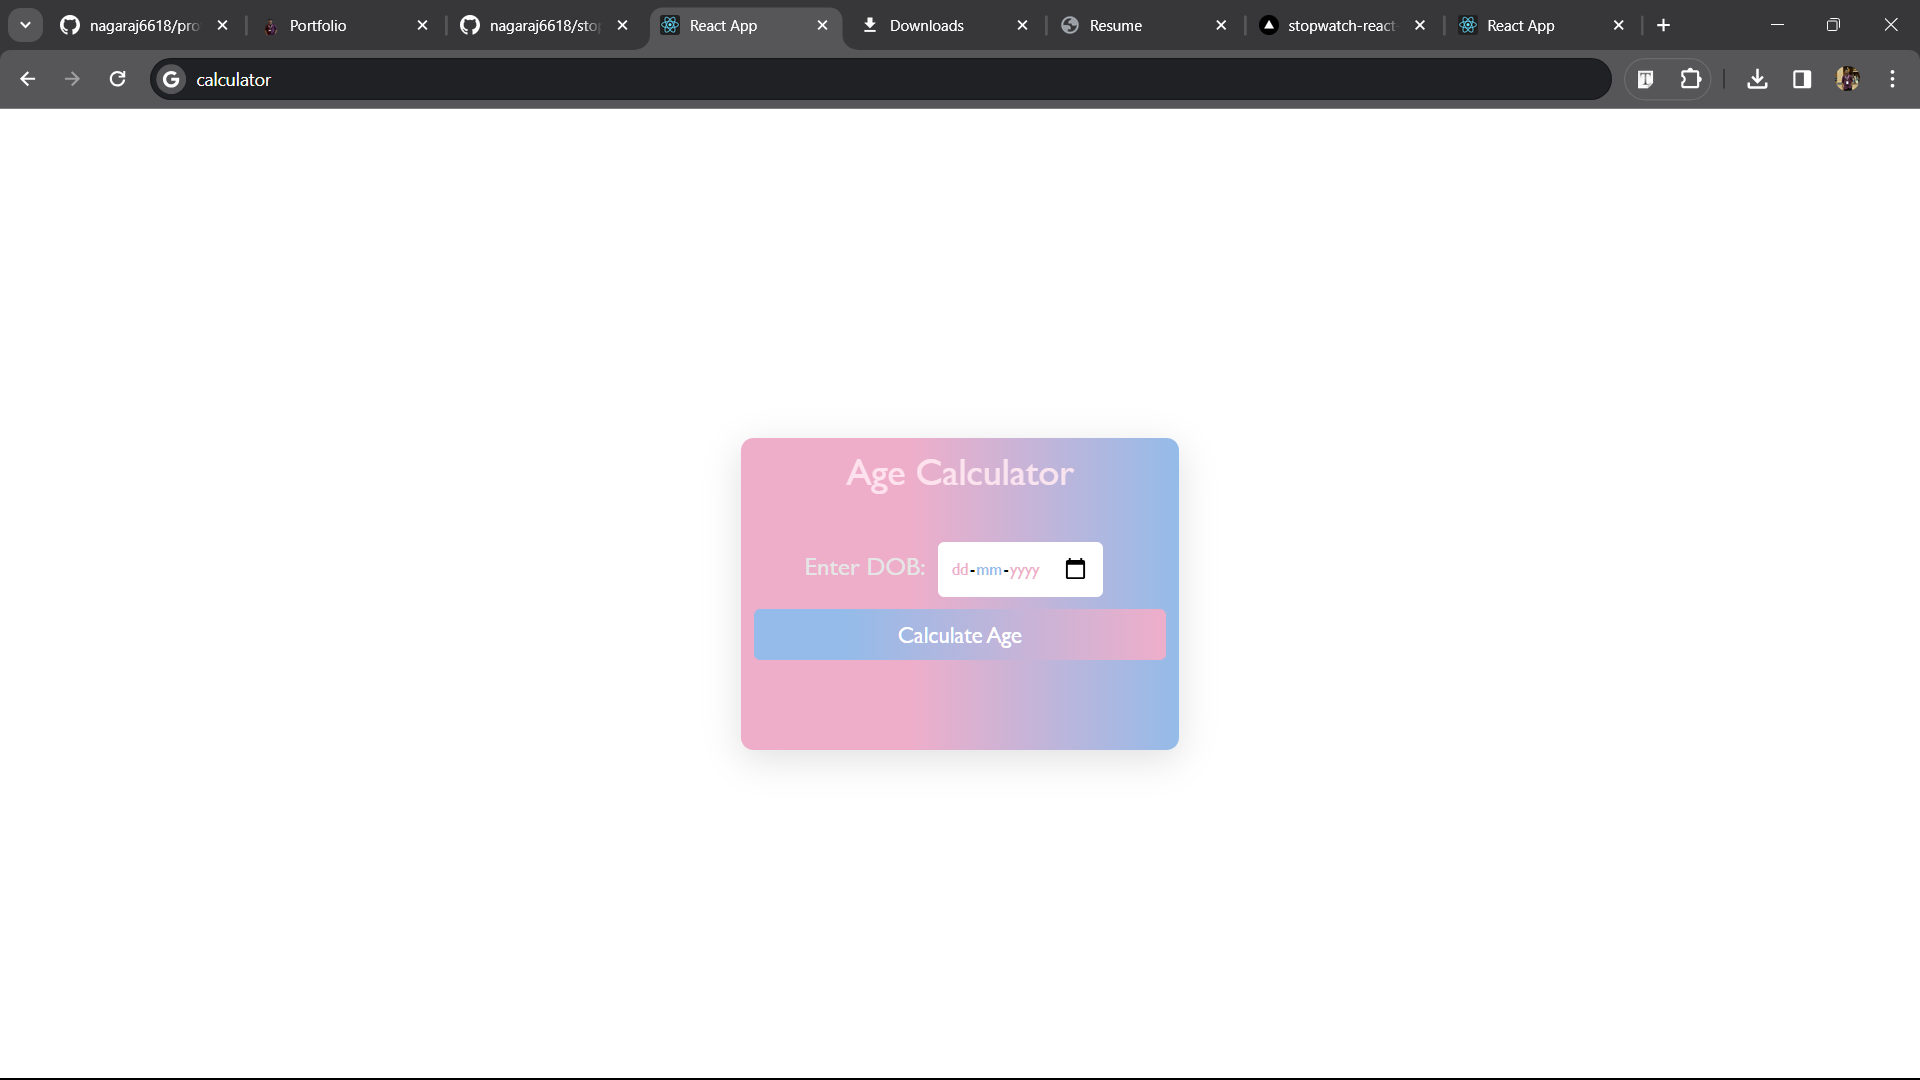 nagaraj6618/pro
Portfolio
nagaraj6618/stop
React App
Downloads
Resume
stopwatch-react-
React App
calculator
Age Calculator
Enter DOB: dd-mm-yyyy
Calculate Age